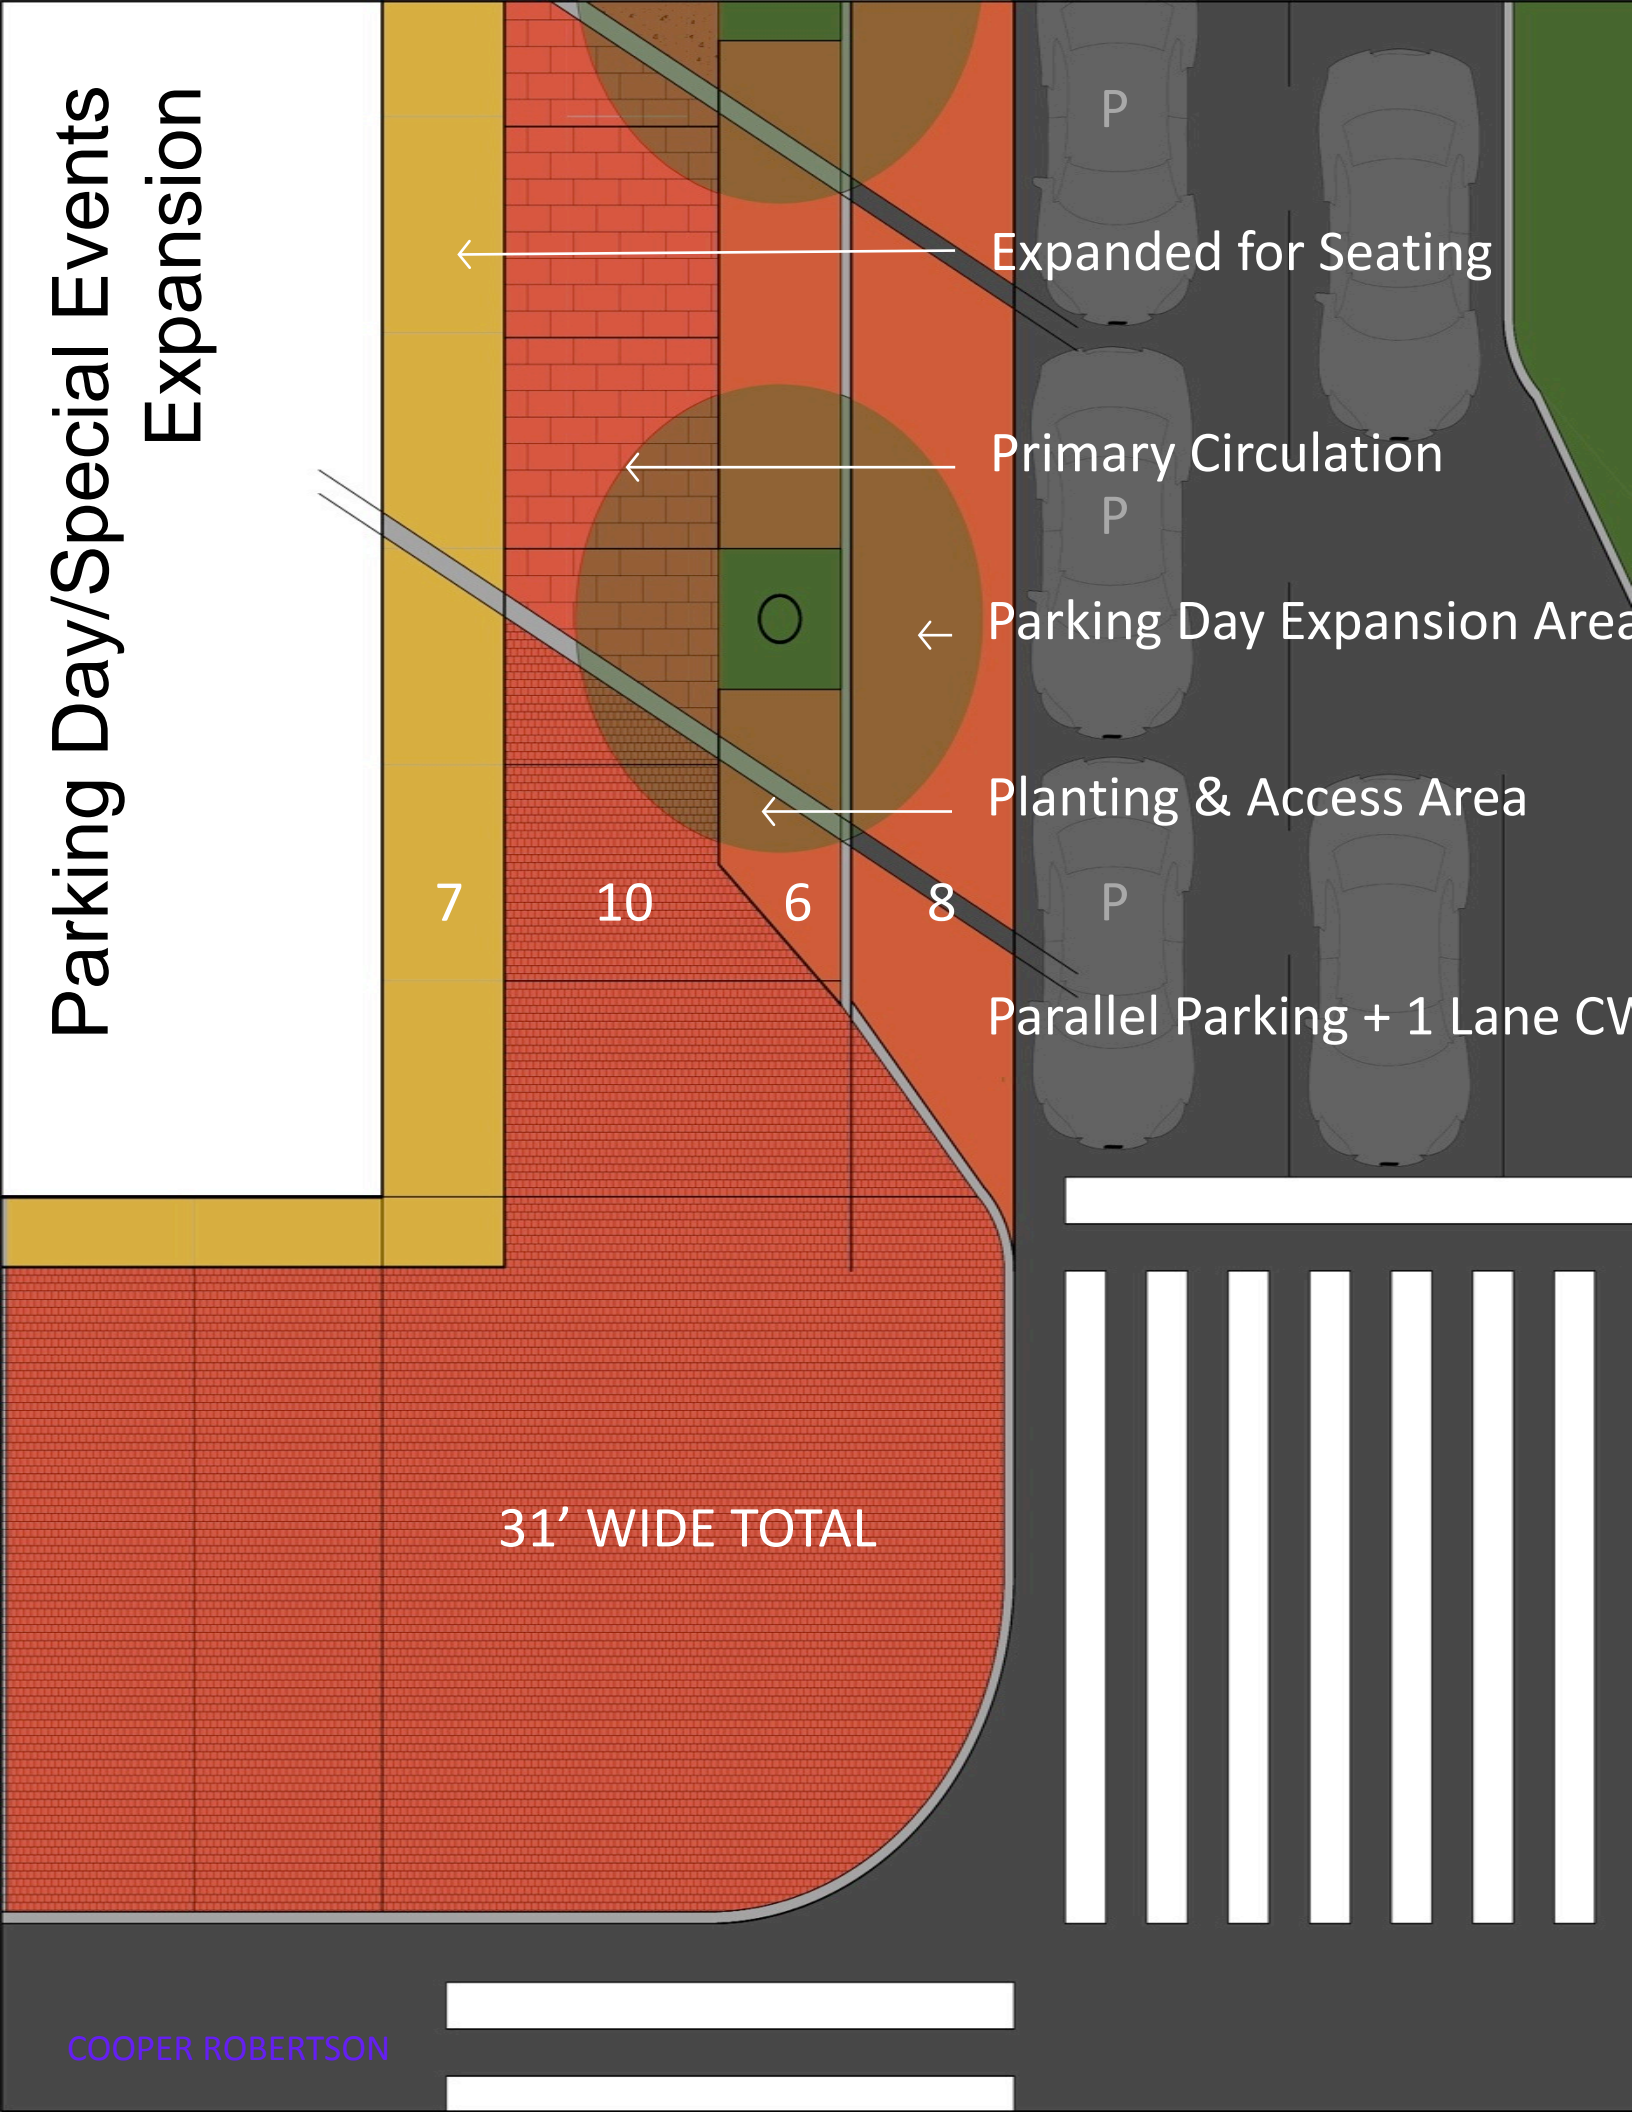 Parking Day/Special Events
Expansion
P
Expanded for Seating
Primary Circulation
P
Parking Day Expansion Area
Planting & Access Area
7 10 6 8 P
Parallel Parking + 1 Lane CW
31’ WIDE TOTAL
COOPER ROBERTSON